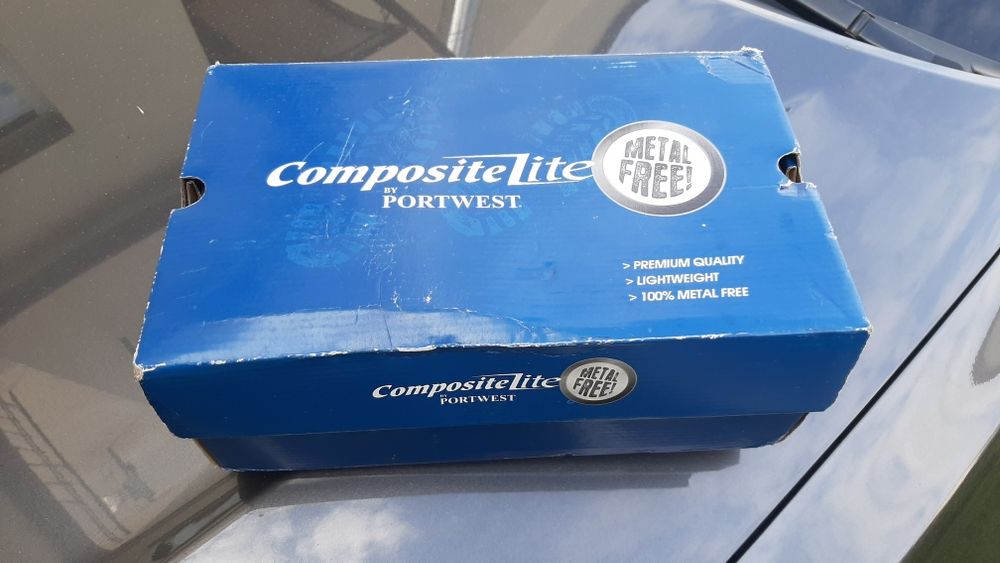 CompositeLite
BY
PORTWEST
METAL
FREE!
> PREMIUM QUALITY
> LIGHTWEIGHT
> 100% METAL FREE
CompositeLite
BY
PORTWEST
METAL
FREE!